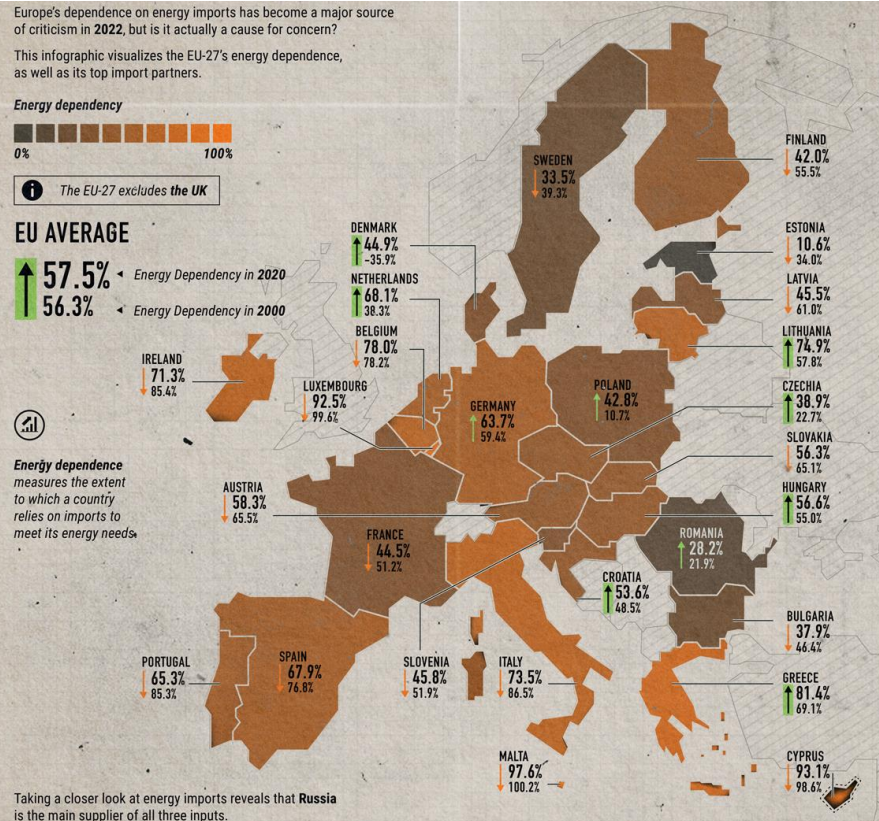 Europe's dependence on energy imports has become a major source
of criticism in 2022, but is it actually a cause for concern?
This infographic visualizes the EU-27's energy dependence,
as well as its top import partners.
Energy dependency
0% 100%
The EU-27 excludes the UK
EU AVERAGE
57.5% Energy Dependency in 2020
56.3% Energy Dependency in 2000
SWEDEN
33.5%
39.3%
FINLAND
42.0%
55.5%
DENMARK
44.9%
-35.9%
ESTONIA
10.6%
34.0%
NETHERLANDS
68.1%
38.3%
LATVIA
45.5%
61.0%
BELGIUM
78.0%
78.2%
LITHUANIA
74.9%
57.8%
IRELAND
71.3%
85.4%
LUXEMBOURG
92.5%
99.6%
GERMANY
63.7%
59.4%
POLAND
42.8%
10.7%
CZECHIA
38.9%
22.7%
SLOVAKIA
56.3%
65.1%
Energy dependence
measures the extent
to which a country
relies on imports to
meet its energy needs.
AUSTRIA
58.3%
65.5%
HUNGARY
56.6%
55.0%
FRANCE
44.5%
51.2%
ROMANIA
28.2%
21.9%
CROATIA
53.6%
48.5%
BULGARIA
37.9%
46.4%
PORTUGAL
65.3%
85.3%
SPAIN
67.9%
76.8%
SLOVENIA
45.8%
51.9%
ITALY
73.5%
86.5%
GREECE
81.4%
69.1%
MALTA
97.6%
100.2%
CYPRUS
93.1%
98.6%
Taking a closer look at energy imports reveals that Russia
is the main supplier of all three inputs.